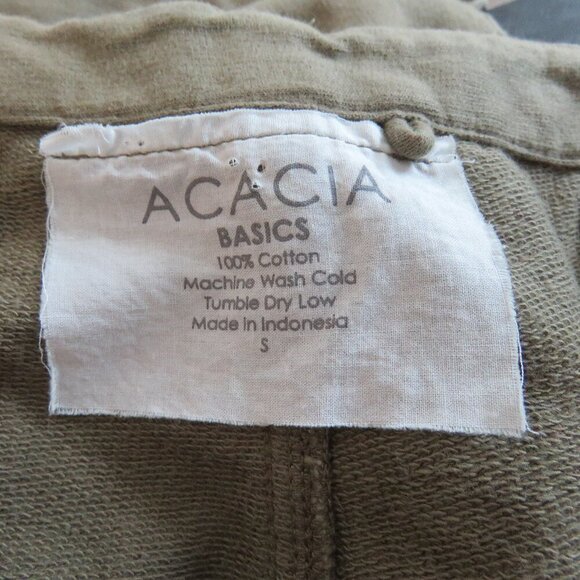 ACACIA
BASICS
100% Cotton
Machine Wash Cold
Tumble Dry Low
Made in Indonesia
S